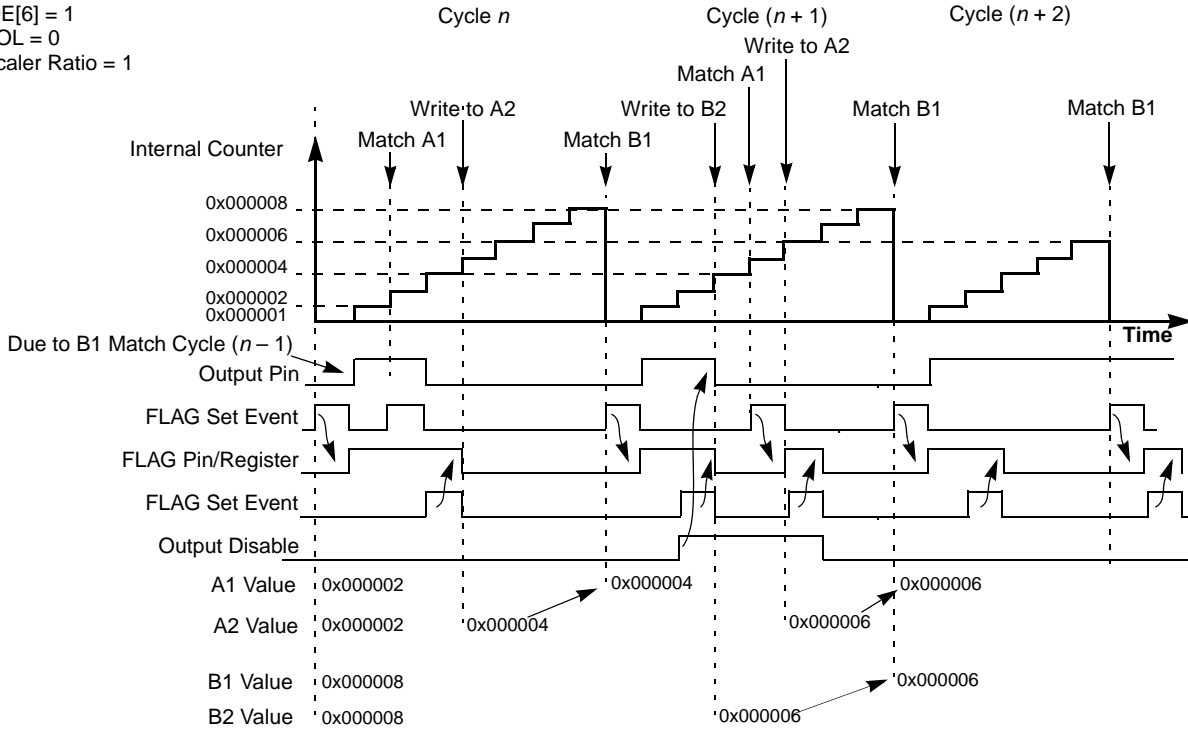 E[6] = 1
OL = 0
caler Ratio = 1
Cycle n
Cycle (n + 1)
Cycle (n + 2)
Write to A2
Match A1
Write to A2
Write to B2
Match B1
Match B1
Internal Counter
Match A1
Match B1
0x000008
0x000006
0x000004
0x000002
0x000001
Time
Due to B1 Match Cycle (n – 1)
Output Pin
FLAG Set Event
FLAG Pin/Register
FLAG Set Event
Output Disable
A1 Value 0x000002 0x000004 0x000006
A2 Value 0x000002 0x000004 0x000006
B1 Value 0x000008 0x000006
B2 Value 0x000008 0x000006